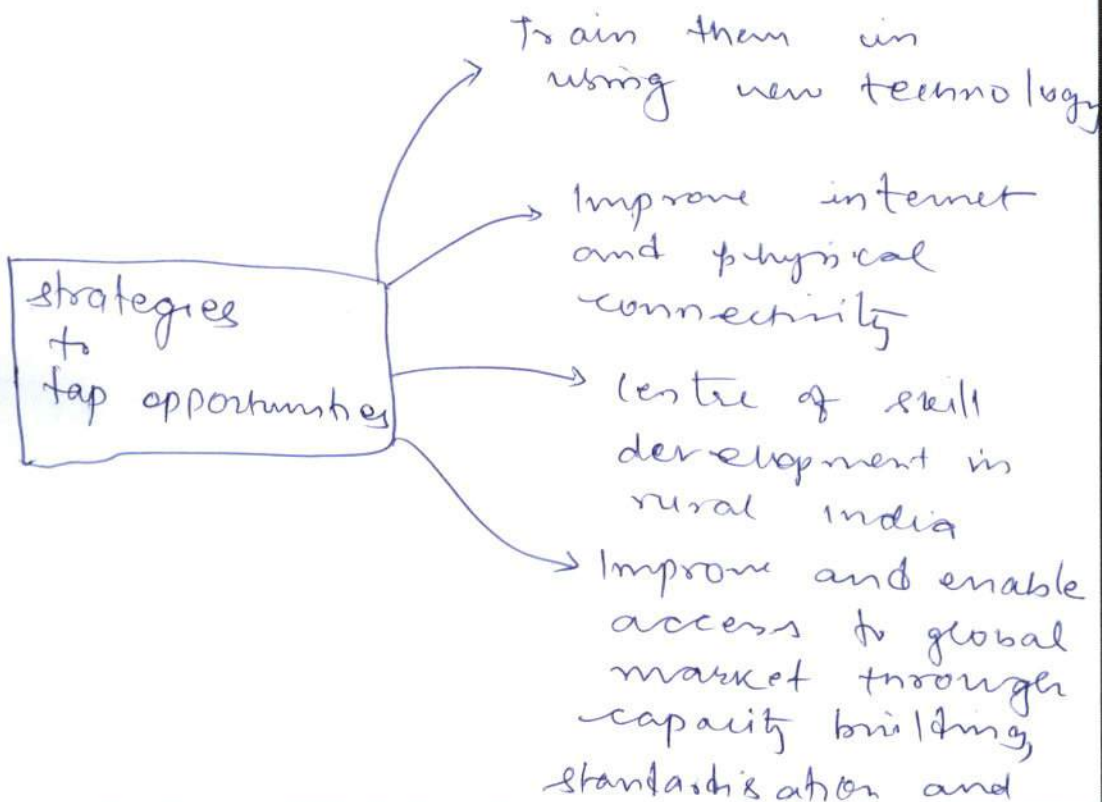 strategies
to
tap opportunities
Train them in
using new technology
Improve internet
and physical
connectivity
Centre of skill
development in
rural India
Improve and enable
access to global
market through
capacity building,
standardisation and